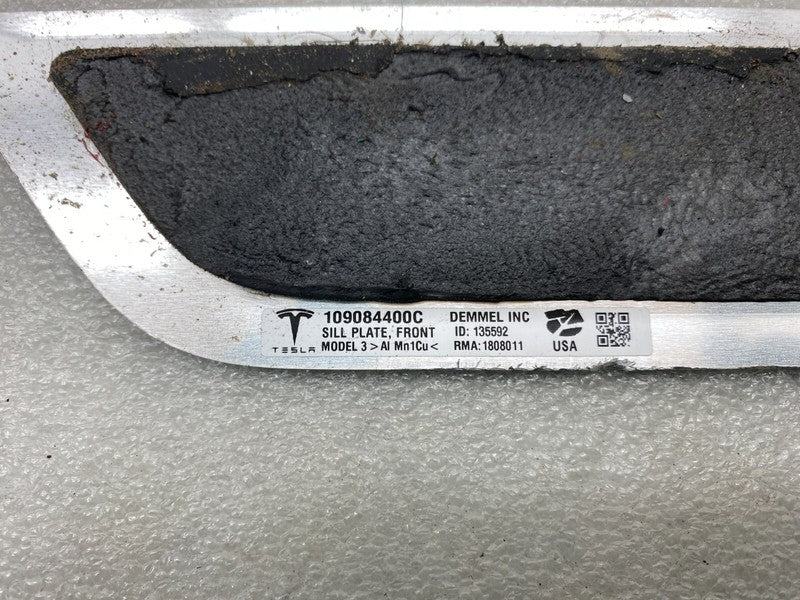 TESLA
109084400C
SILL PLATE, FRONT
MODEL 3 >Al Mn1Cu<
DEMMEL INC
ID: 135592
RMA:1808011
USA